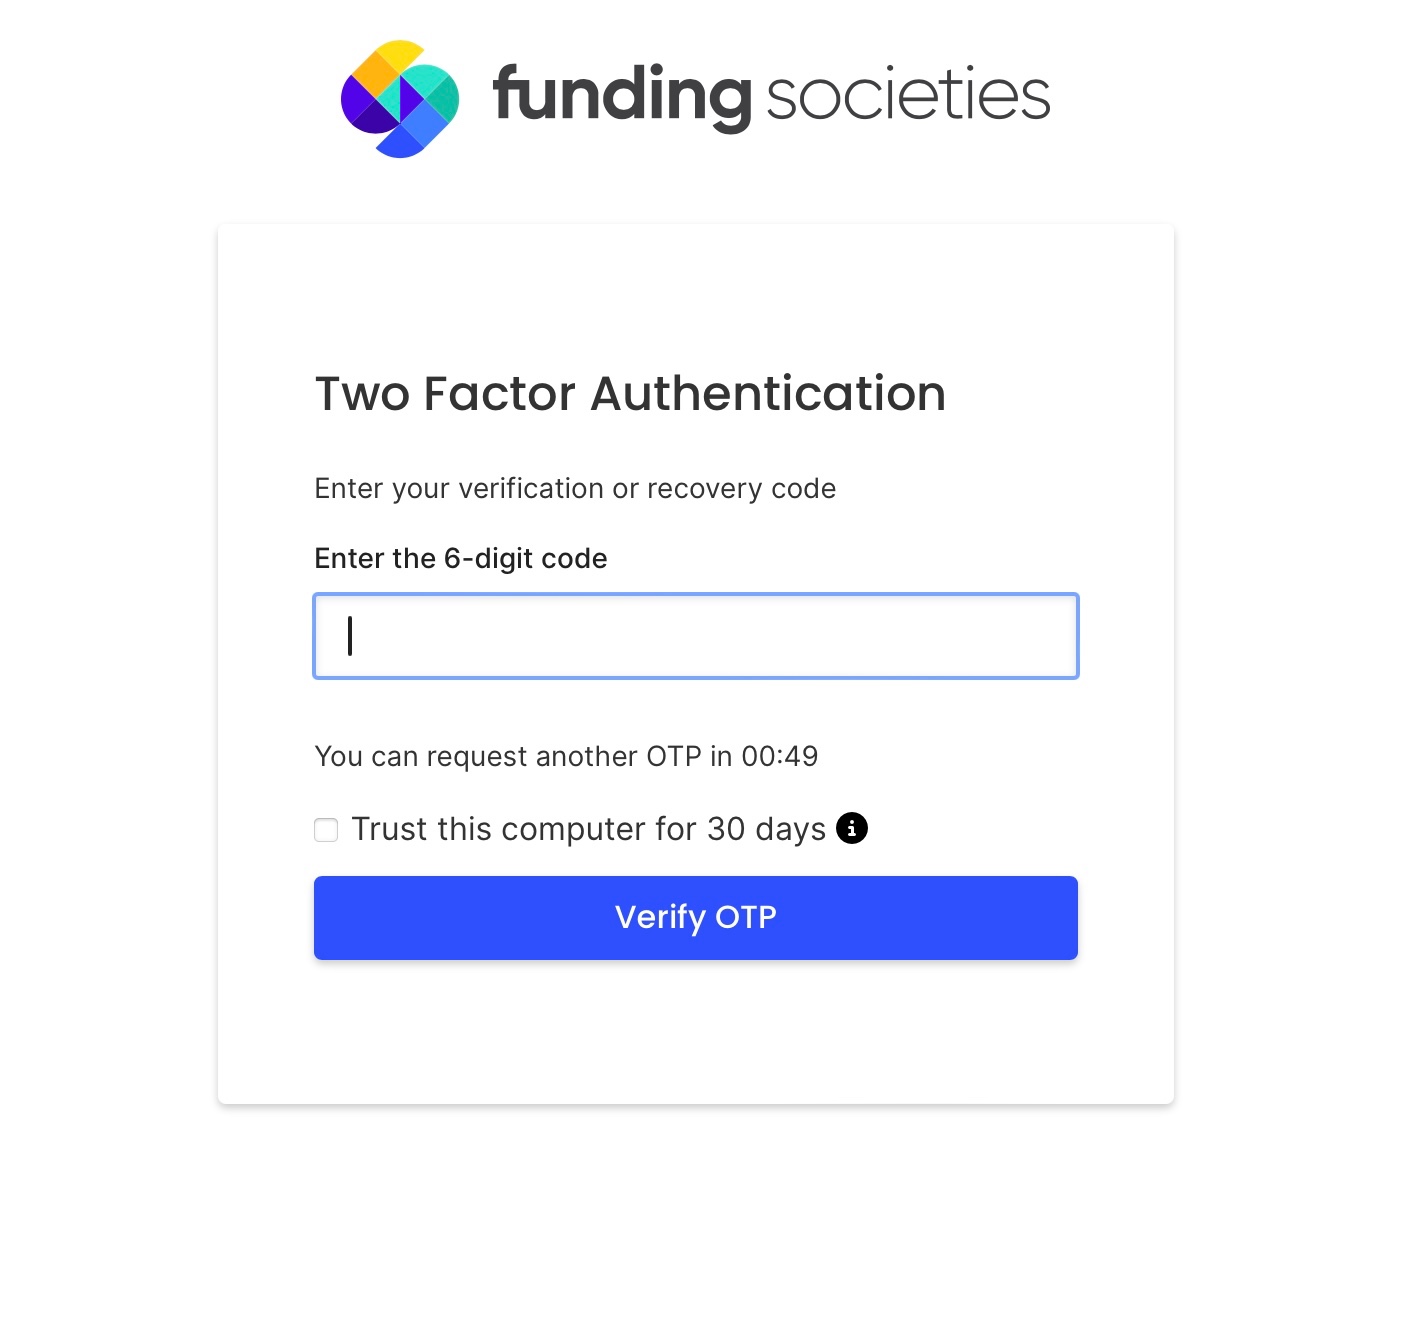 funding societies
Two Factor Authentication
Enter your verification or recovery code
Enter the 6-digit code
You can request another OTP in 00:49
Trust this computer for 30 days
Verify OTP